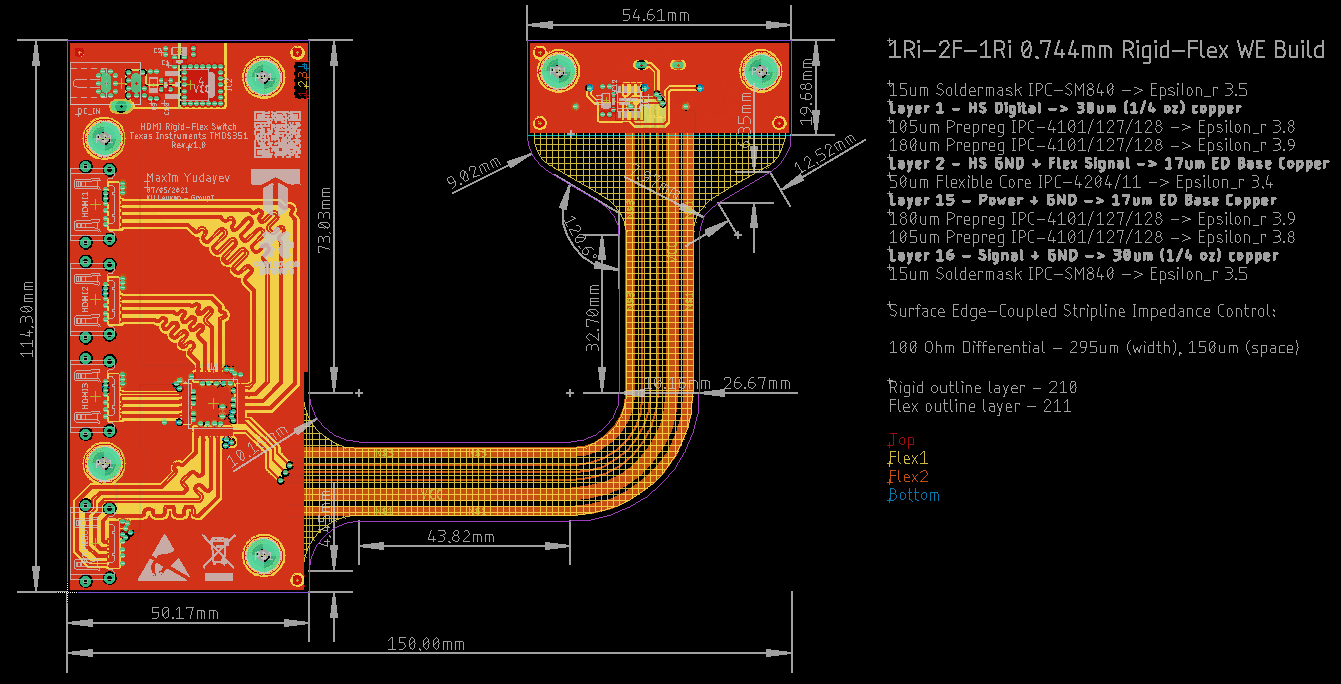 54.61mm
1Ri-2F-1Ri 0.744mm Rigid-Flex WE Build
15um Soldermask IPC-SM840 -> Epsilon_r 3.5
Layer 1 - HS Digital -> 30um (1/4 oz) copper
105um Prepreg IPC-4101/127/128 -> Epsilon_r 3.8
180um Prepreg IPC-4101/127/128 -> Epsilon_r 3.9
Layer 2 - HS GND + Flex Signal -> 17um ED Base Copper
50um Flexible Core IPC-4204/11 -> Epsilon_r 3.4
Layer 15 - Power + GND -> 17um ED Base Copper
180um Prepreg IPC-4101/127/128 -> Epsilon_r 3.9
105um Prepreg IPC-4101/127/128 -> Epsilon_r 3.8
Layer 16 - Signal + GND -> 30um (1/4 oz) copper
15um Soldermask IPC-SM840 -> Epsilon_r 3.5
Surface Edge-Coupled Stripline Impedance Control:
100 Ohm Differential - 295um (width), 150um (space)
Rigid outline layer - 210
Flex outline layer - 211
Top
Flex1
Flex2
Bottom
DC_IN
HDMI Rigid-Flex Switch
Texas Instruments TMDS351
Rev.v1.0
Maxim Yudayev
07/05/2021
HDMI1
HDMI2
HDMI3
19.68mm
9.02mm
12.52mm
73.03mm
120.6°
32.70mm
114.30mm
26.67mm
VCC
43.82mm
50.17mm
150.00mm